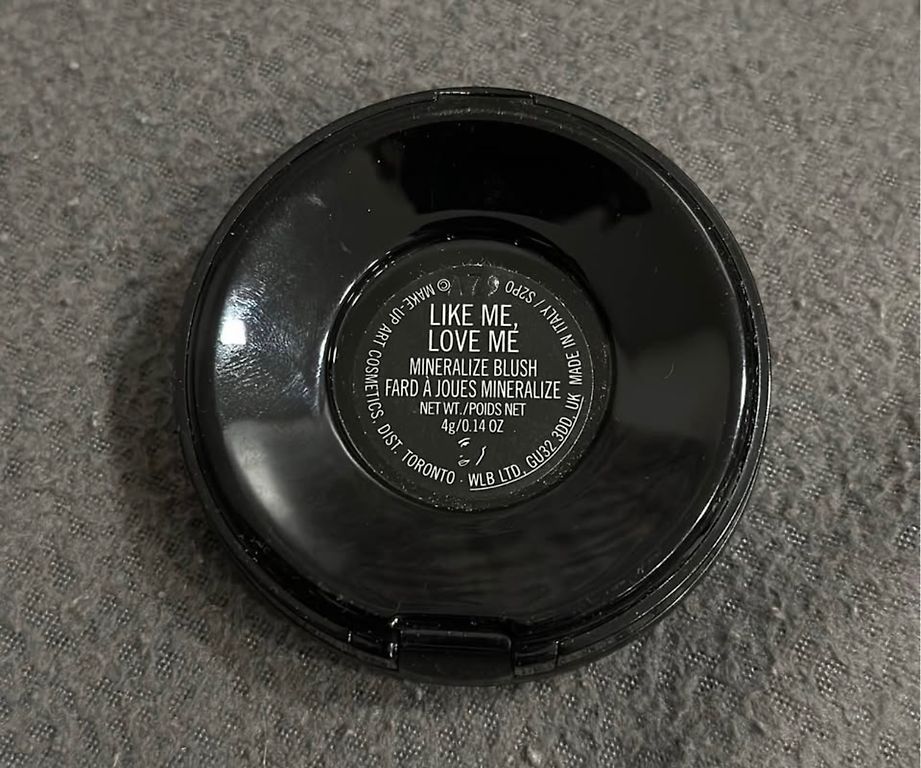 LIKE ME,
LOVE ME
MINERALIZE BLUSH
FARD À JOUES MINERALIZE
NET WT./POIDS NET
4g/0.14 OZ
© MAKE-UP ART COSMETICS, DIST. TORONTO · WLB LTD, GU32 3DD UK MADE IN ITALY / S2P0